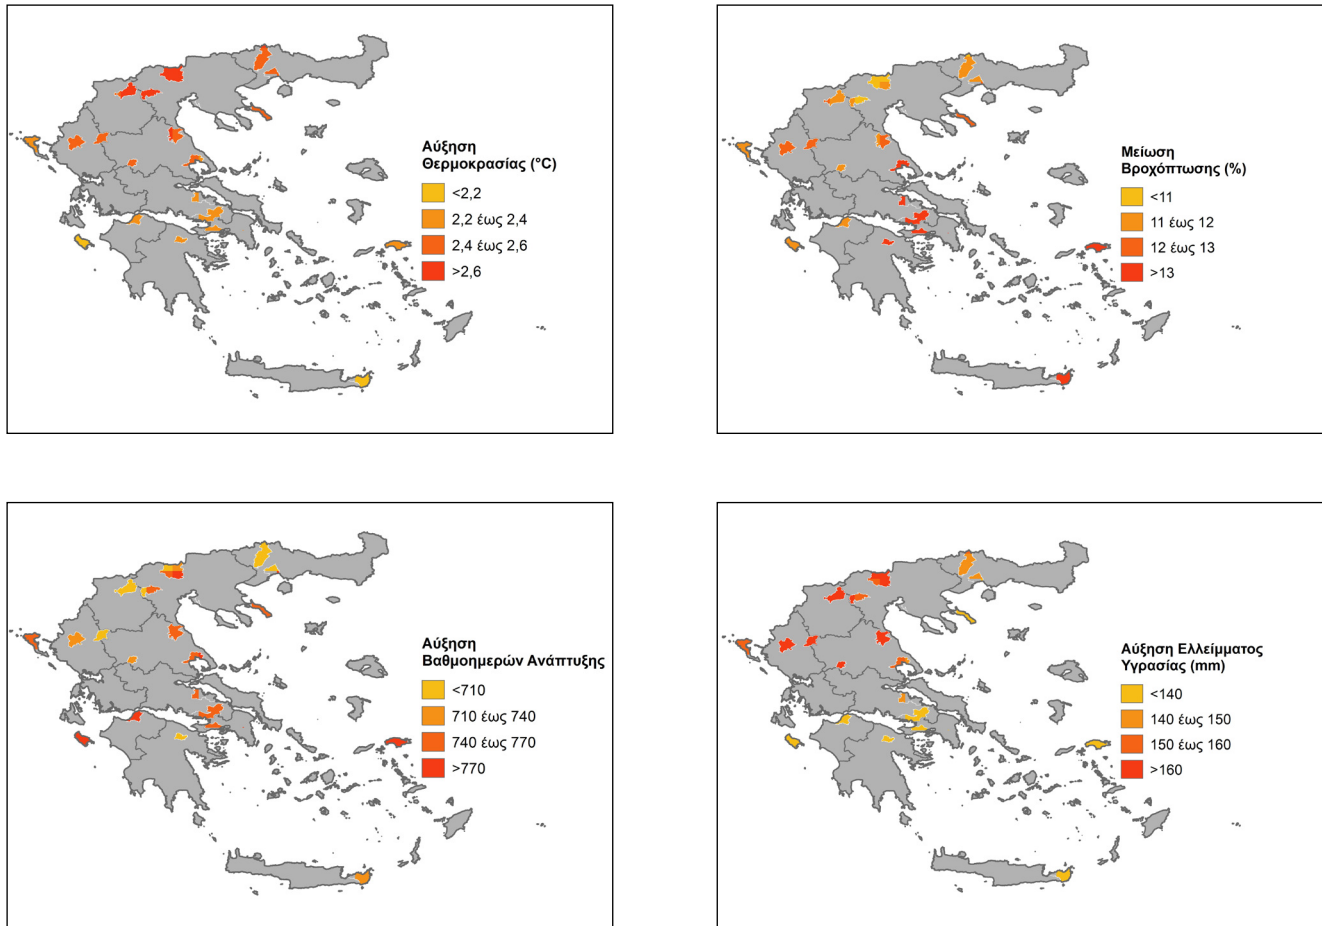 Αύξηση
Θερμοκρασίας (°C)
<2,2
2,2 έως 2,4
2,4 έως 2,6
>2,6
Μείωση
Βροχόπτωσης (%)
<11
11 έως 12
12 έως 13
>13
Αύξηση
Βαθμοημερών Ανάπτυξης
<710
710 έως 740
740 έως 770
>770
Αύξηση Ελλείμματος
Υγρασίας (mm)
<140
140 έως 150
150 έως 160
>160